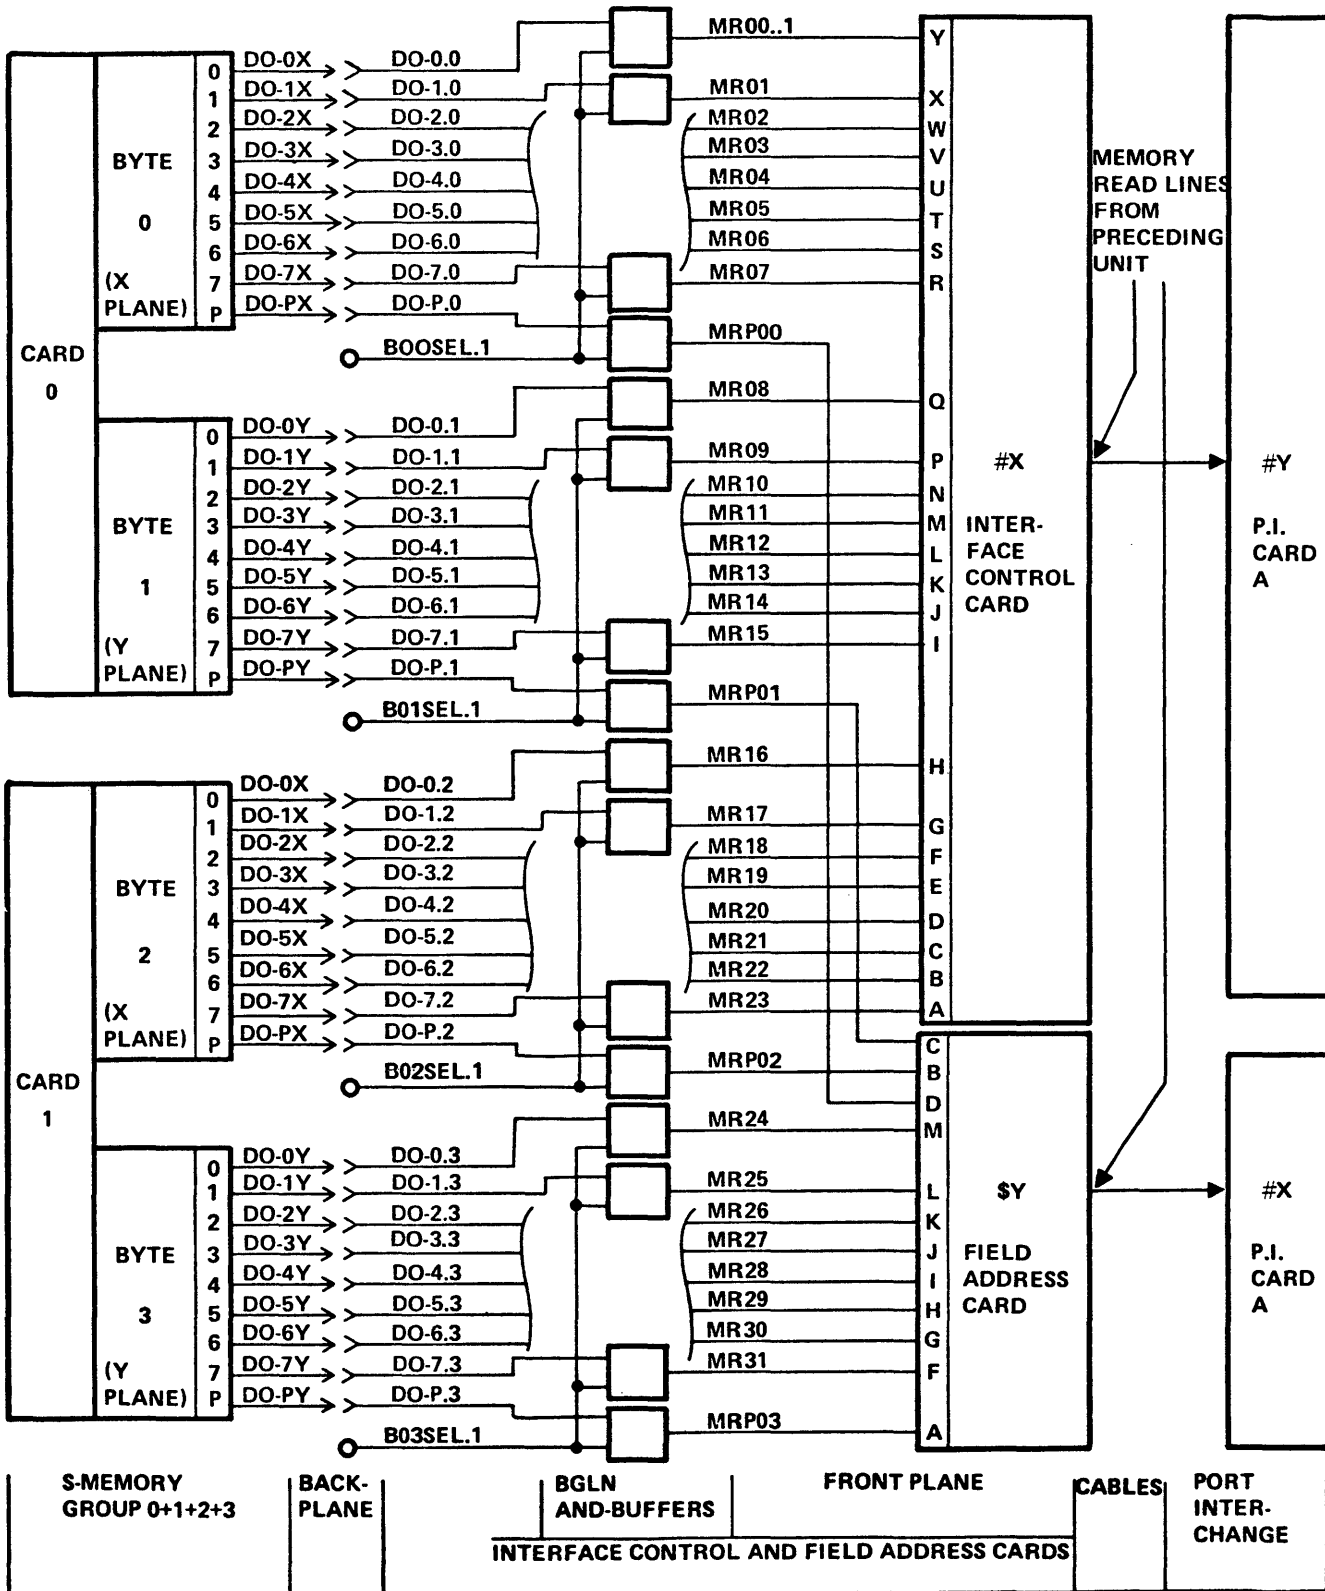 CARD
0
BYTE
0
(X
PLANE)
0 DO-0X DO-0.0 MR00..1 Y
1 DO-1X DO-1.0 MR01 X
2 DO-2X DO-2.0 MR02 W
3 DO-3X DO-3.0 MR03 V
4 DO-4X DO-4.0 MR04 U
5 DO-5X DO-5.0 MR05 T
6 DO-6X DO-6.0 MR06 S
7 DO-7X DO-7.0 MR07 R
P DO-PX DO-P.0 MRP00
BOOSEL.1
BYTE
1
(Y
PLANE)
0 DO-0Y DO-0.1 MR08 Q
1 DO-1Y DO-1.1 MR09 P
2 DO-2Y DO-2.1 MR10 N
3 DO-3Y DO-3.1 MR11 M
4 DO-4Y DO-4.1 MR12 L
5 DO-5Y DO-5.1 MR13 K
6 DO-6Y DO-6.1 MR14 J
7 DO-7Y DO-7.1 MR15 I
P DO-PY DO-P.1 MRP01
B01SEL.1
CARD
1
BYTE
2
(X
PLANE)
0 DO-0X DO-0.2 MR16 H
1 DO-1X DO-1.2 MR17 G
2 DO-2X DO-2.2 MR18 F
3 DO-3X DO-3.2 MR19 E
4 DO-4X DO-4.2 MR20 D
5 DO-5X DO-5.2 MR21 C
6 DO-6X DO-6.2 MR22 B
7 DO-7X DO-7.2 MR23 A
C
P DO-PX DO-P.2 MRP02 B
D
B02SEL.1
BYTE
3
(Y
PLANE)
0 DO-0Y DO-0.3 MR24 M
1 DO-1Y DO-1.3 MR25 L
2 DO-2Y DO-2.3 MR26 K
3 DO-3Y DO-3.3 MR27 J
4 DO-4Y DO-4.3 MR28 I
5 DO-5Y DO-5.3 MR29 H
6 DO-6Y DO-6.3 MR30 G
7 DO-7Y DO-7.3 MR31 F
P DO-PY DO-P.3 MRP03 A
B03SEL.1
#X
INTER-
FACE
CONTROL
CARD
MEMORY
READ LINES
FROM
PRECEDING
UNIT
#Y
P.I.
CARD
A
$Y
FIELD
ADDRESS
CARD
#X
P.I.
CARD
A
S-MEMORY
GROUP 0+1+2+3
BACK-
PLANE
BGLN
AND-BUFFERS
FRONT PLANE
CABLES
PORT
INTER-
CHANGE
INTERFACE CONTROL AND FIELD ADDRESS CARDS